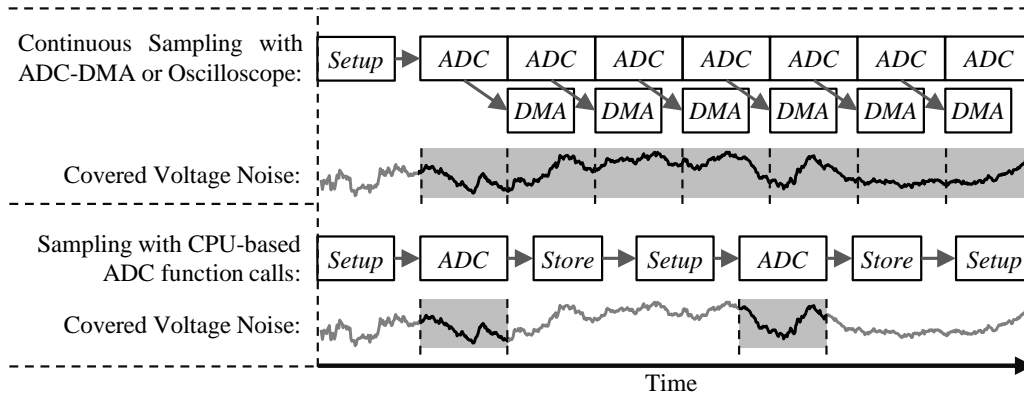 Continuous Sampling with
ADC-DMA or Oscilloscope:
Setup ADC ADC ADC ADC ADC ADC ADC
DMA DMA DMA DMA DMA DMA
Covered Voltage Noise:
Sampling with CPU-based
ADC function calls:
Setup ADC Store Setup ADC Store Setup
Covered Voltage Noise:
Time